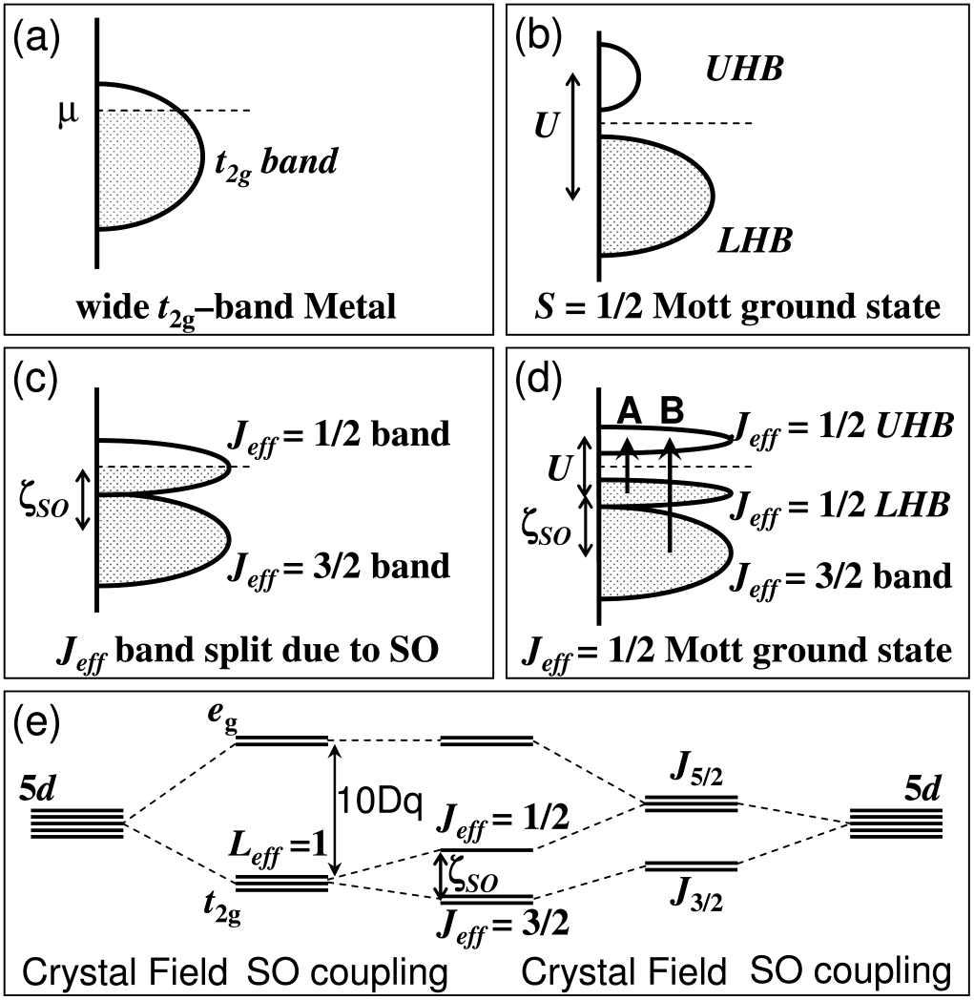 (a)
μ
t2g band
wide t2g–band Metal
(b)
UHB
U
LHB
S = 1/2 Mott ground state
(c)
Jeff = 1/2 band
ζSO
Jeff = 3/2 band
Jeff band split due to SO
(d)
A B
Jeff = 1/2 UHB
U
Jeff = 1/2 LHB
ζSO
Jeff = 3/2 band
Jeff = 1/2 Mott ground state
(e)
eg
5d
J5/2
5d
10Dq
Jeff = 1/2
Leff =1
ζSO
t2g
J3/2
Jeff = 3/2
Crystal Field SO coupling Crystal Field SO coupling